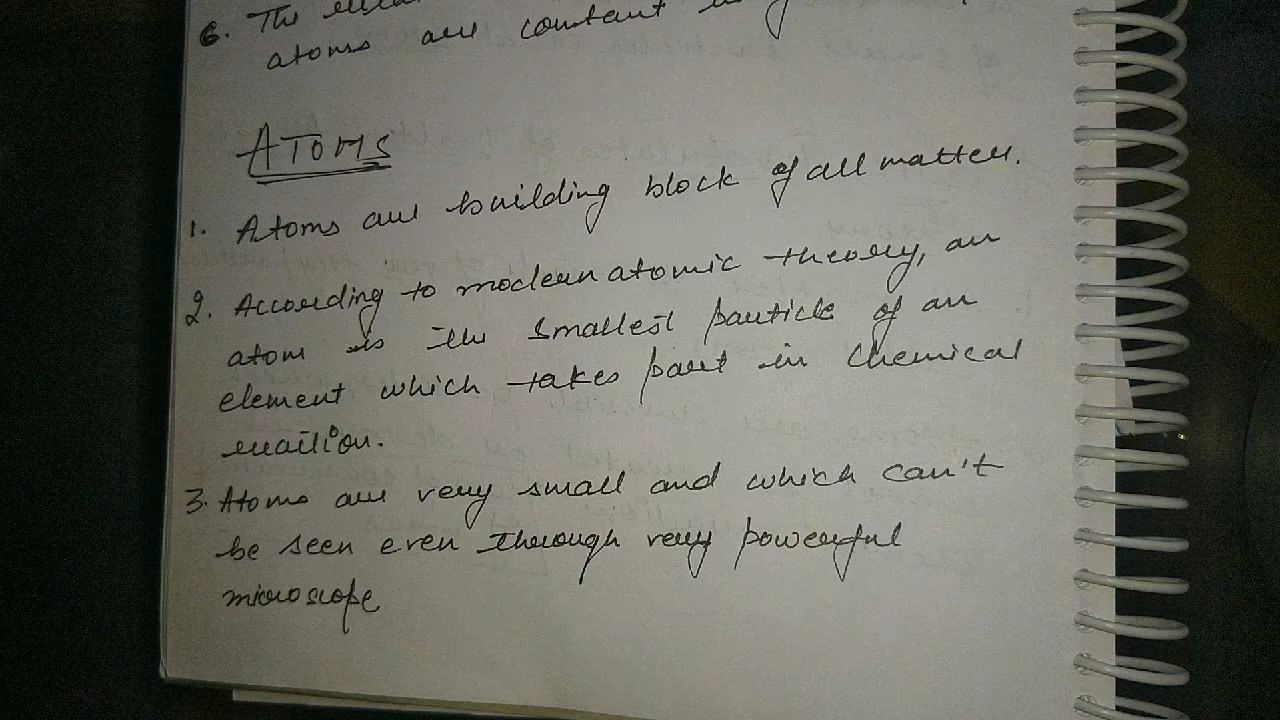 6. The
atoms are constant
ATOMS
1. Atoms are building block of all matter.
2. According to modern atomic theory, an
atom is the smallest particle of an
element which takes part in chemical
reaction.
3. Atoms are very small and which can't
be seen even through very powerful
microscope